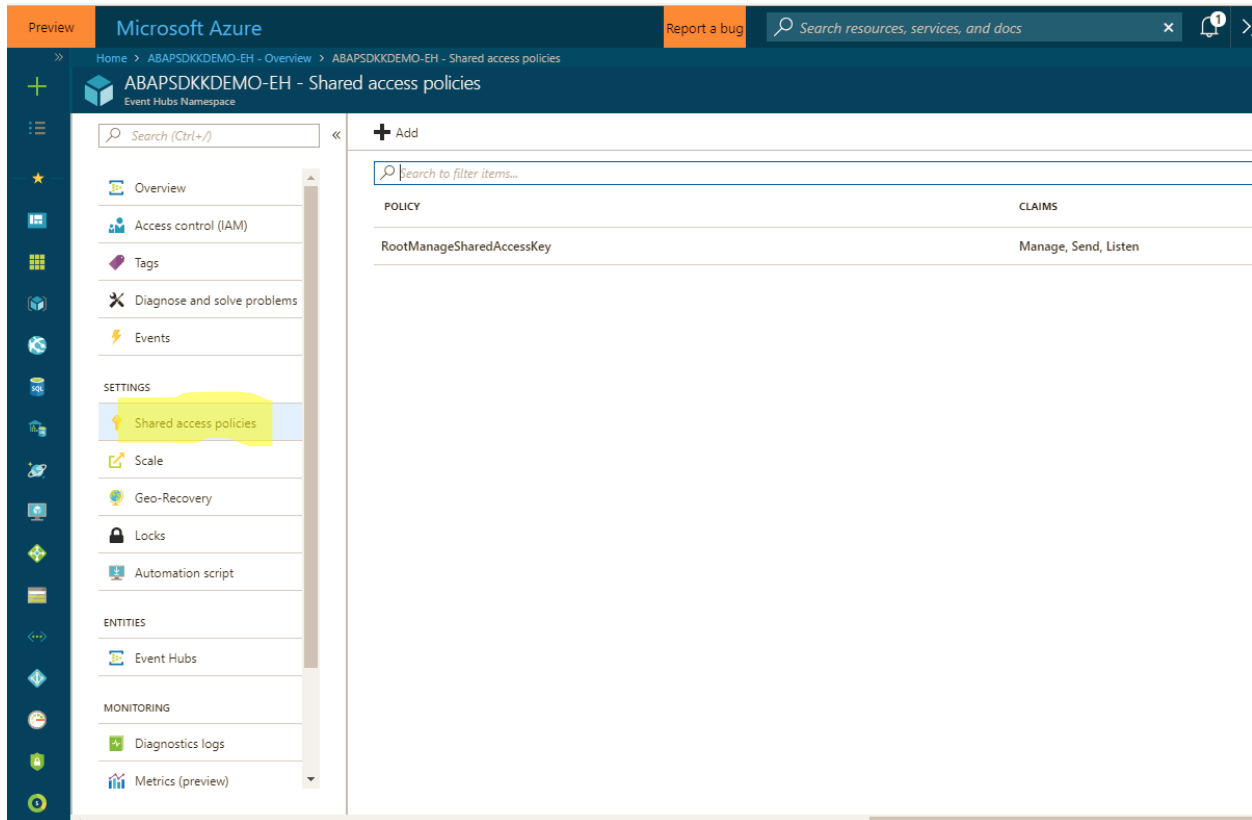 Preview
Microsoft Azure
Report a bug
Search resources, services, and docs
1
Home > ABAPSDKKDEMO-EH - Overview > ABAPSDKKDEMO-EH - Shared access policies
ABAPSDKKDEMO-EH - Shared access policies
Event Hubs Namespace
Search (Ctrl+/)
Overview
Access control (IAM)
Tags
Diagnose and solve problems
Events
SETTINGS
Shared access policies
Scale
Geo-Recovery
Locks
Automation script
ENTITIES
Event Hubs
MONITORING
Diagnostics logs
Metrics (preview)
Add
Search to filter items...
POLICY CLAIMS
RootManageSharedAccessKey Manage, Send, Listen
SQL